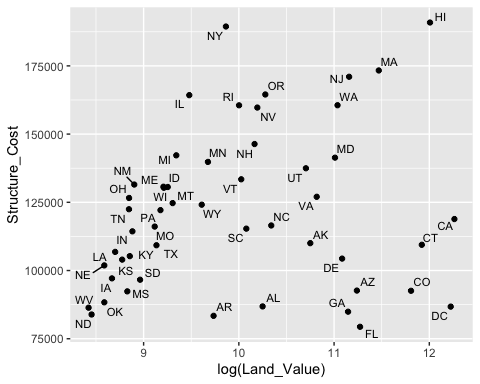 HI
NY
MA
175000
NJ
IL
RI
OR
WA
NV
150000
NH
MD
MI
MN
NM
ME
ID
UT
OH
VT
WI
MT
VA
125000
WY
TN
PA
CA
NC
MO
SC
IN
AK
CT
LA
KY
TX
DE
100000
NE
KS
SD
AZ
CO
IA
MS
WV
AR
AL
GA
DC
OK
ND
FL
75000
9
10
11
12
log(Land_Value)
Structure_Cost